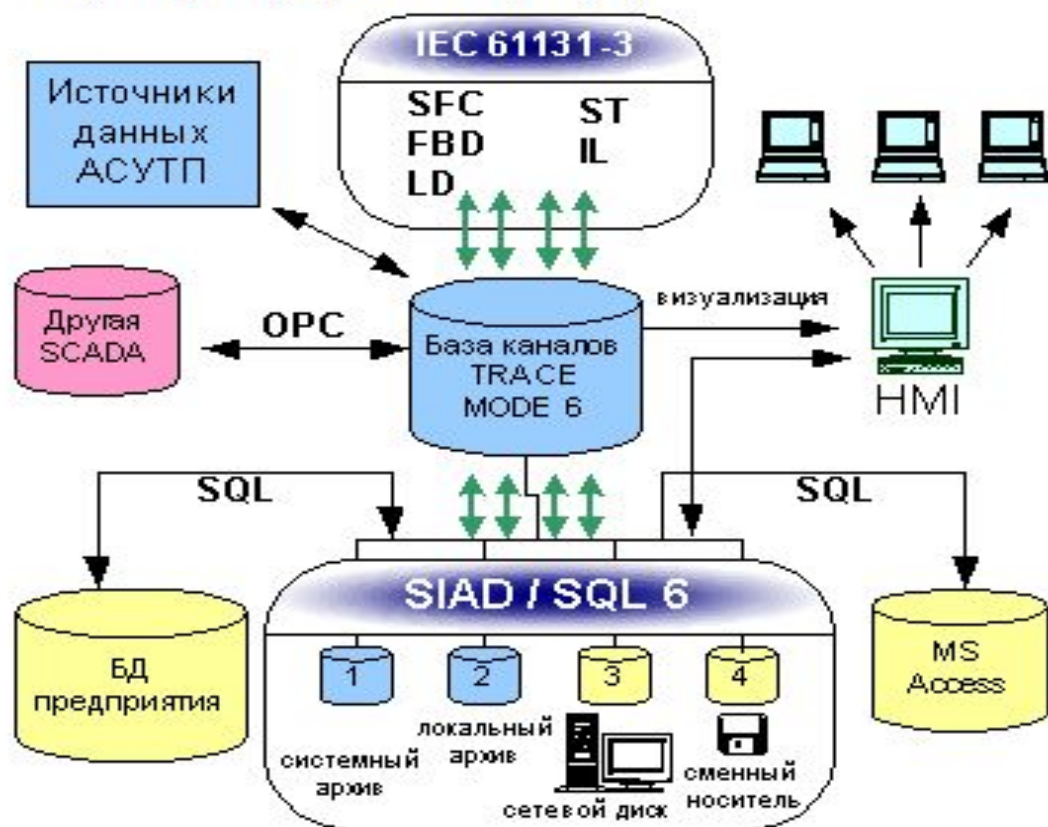 IEC 61131-3
SFC
FBD
LD
ST
IL
Источники
данных
АСУТП
Другая
SCADA
OPC
База каналов
TRACE
MODE 6
визуализация
HMI
SQL
SQL
SIAD / SQL 6
БД
предприятия
1
2
3
4
системный
архив
локальный
архив
сетевой диск
сменный
носитель
MS
Access